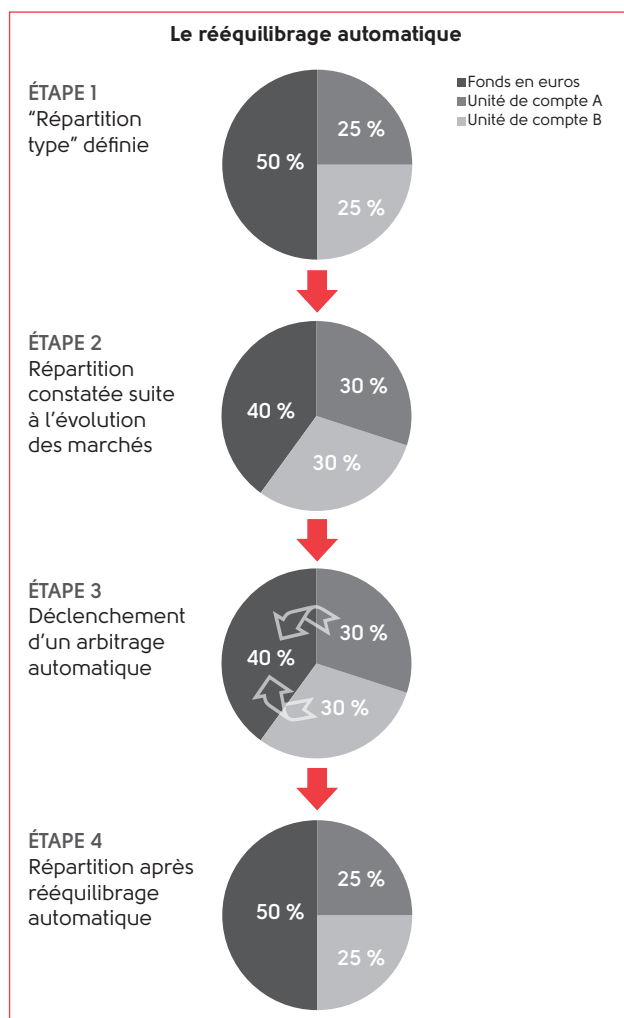 Le rééquilibrage automatique
ÉTAPE 1
“Répartition
type” définie
50 %
25 %
25 %
Fonds en euros
Unité de compte A
Unité de compte B
ÉTAPE 2
Répartition
constatée suite
à l’évolution
des marchés
40 %
30 %
30 %
ÉTAPE 3
Déclenchement
d’un arbitrage
automatique
40 %
30 %
30 %
ÉTAPE 4
Répartition après
rééquilibrage
automatique
50 %
25 %
25 %